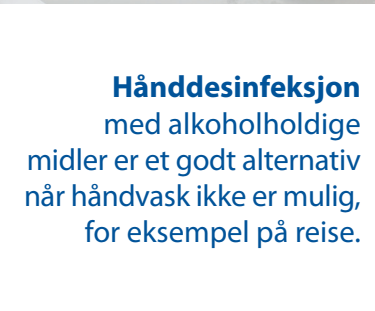 Hånddesinfeksjon
med alkoholholdige
midler er et godt alternativ
når håndvask ikke er mulig,
for eksempel på reise.